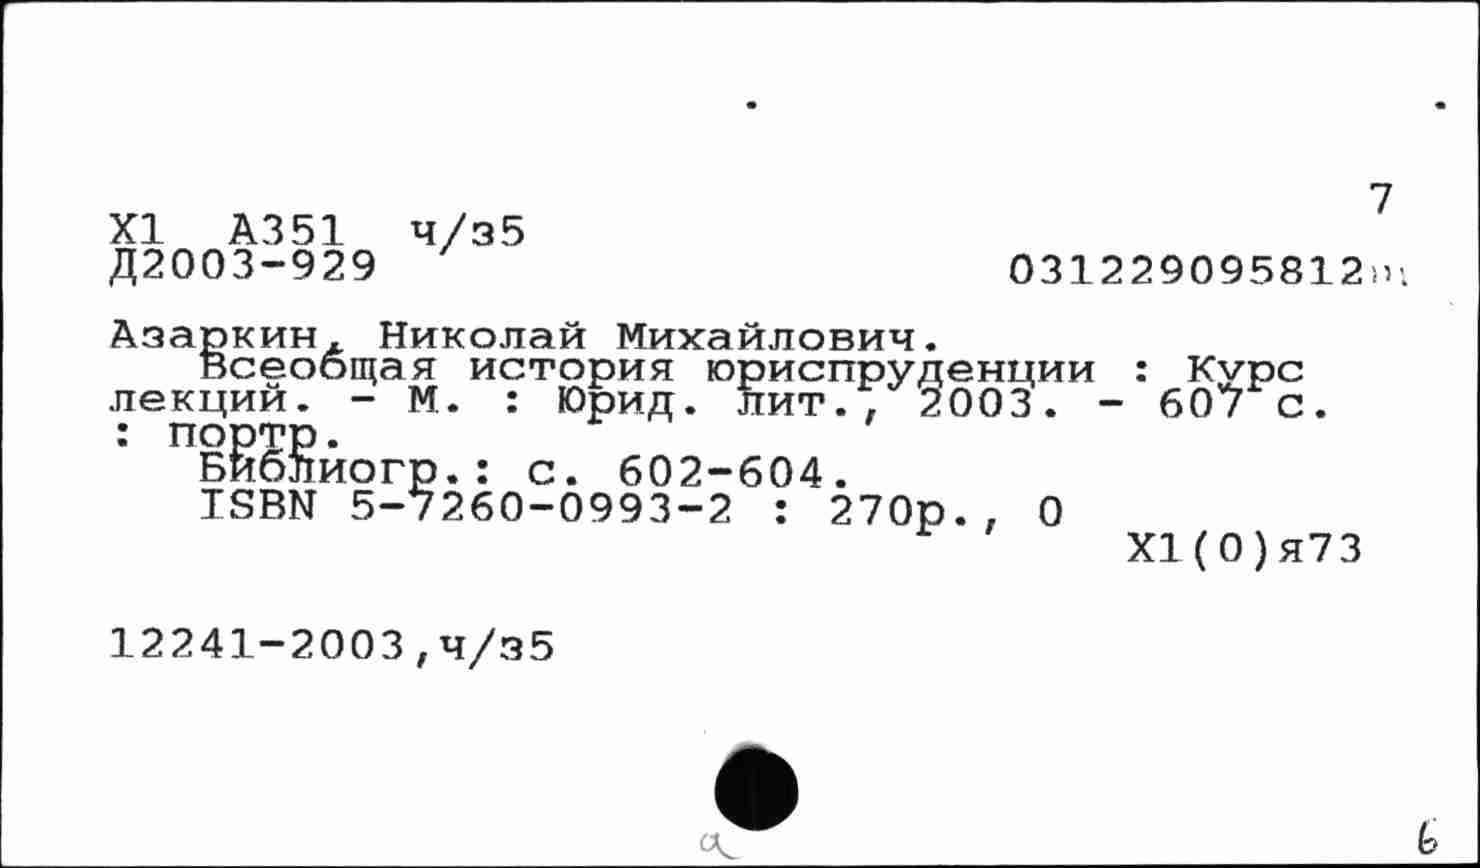 7
Х1 А351 ч/з5
Д2003-929 031229095812
Азаркин, Николай Михайлович.
Всеобщая история юриспруденции : Курс
лекций. - М. : Юрид. лит., 2003. - 607 с.
: портр.
Библиогр.: с. 602-604.
ISBN 5-7260-0993-2 : 270р., 0
Х1(0)я73
12241-2003,ч/з5
а
6